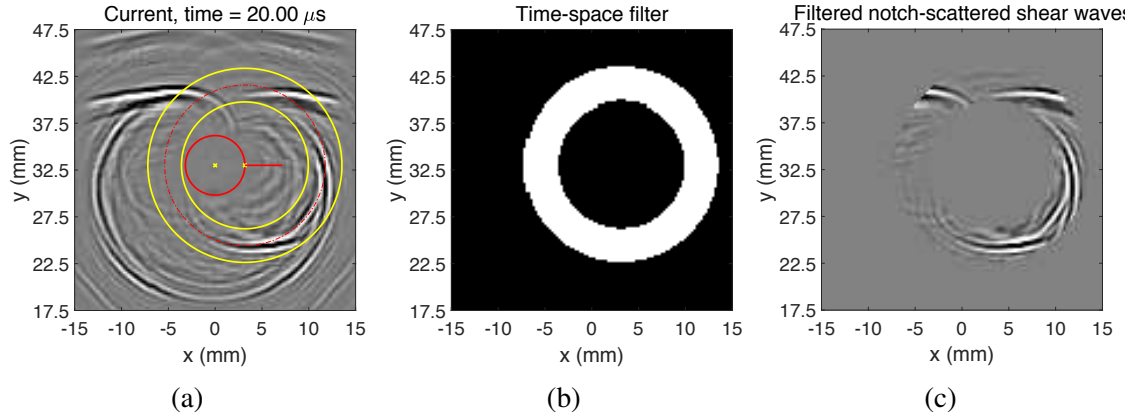 Current, time = 20.00 μs
47.5
42.5
37.5
32.5
27.5
22.5
17.5
y (mm)
-15 -10 -5 0 5 10 15
x (mm)
(a)
Time-space filter
47.5
42.5
37.5
32.5
27.5
22.5
17.5
y (mm)
-15 -10 -5 0 5 10 15
x (mm)
(b)
Filtered notch-scattered shear waves
47.5
42.5
37.5
32.5
27.5
22.5
17.5
y (mm)
-15 -10 -5 0 5 10 15
x (mm)
(c)